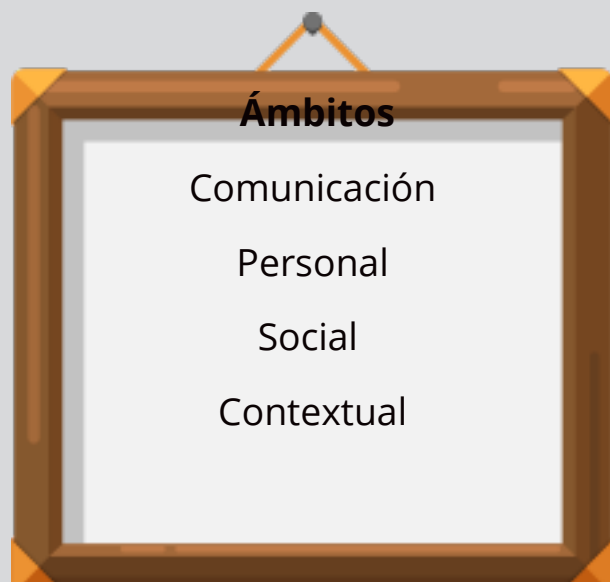 Ámbitos
Comunicación
Personal
Social
Contextual